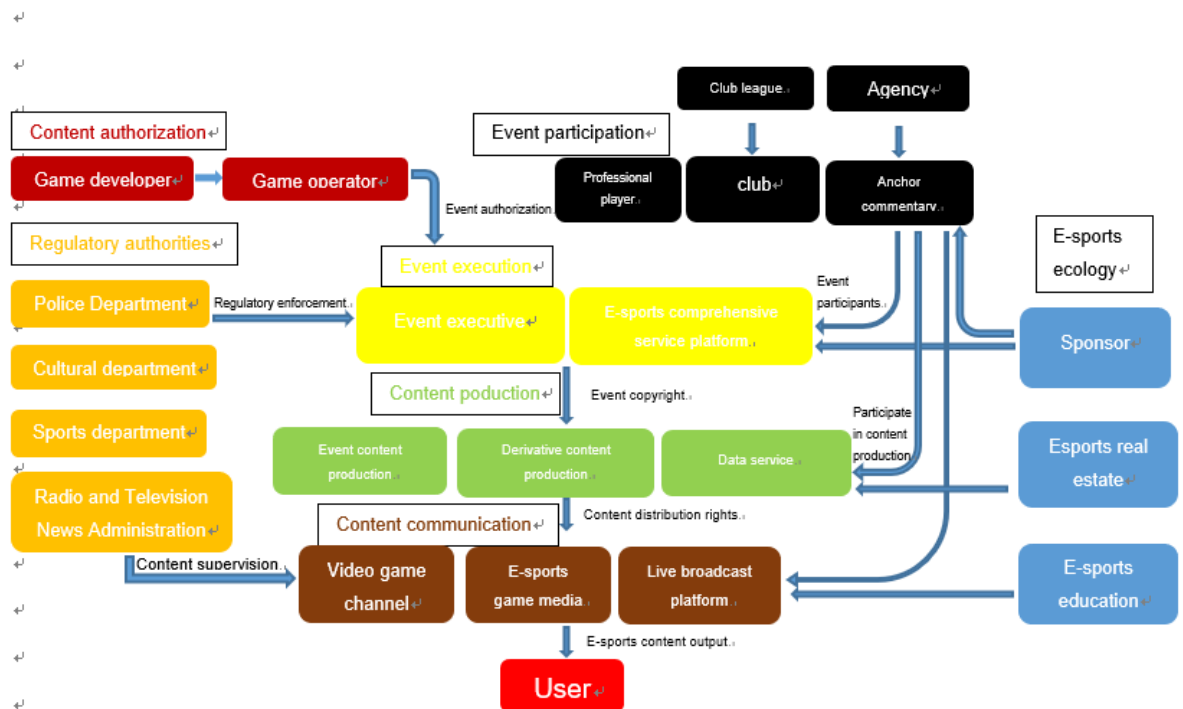 Club league
Agency
Content authorization
Event participation
Game developer
Game operator
Professional
player
club
Anchor
commentary
Event authorization
Regulatory authorities
E-sports
ecology
Event execution
Police Department
Regulatory enforcement
Event executive
E-sports comprehensive
service platform
Event
participants
Sponsor
Cultural department
Content poduction
Event copyright
Sports department
Event content
production
Derivative content
production
Data service
Participate
in content
production
Esports real
estate
Radio and Television
News Administration
Content communication
Content distribution rights
Content supervision
Video game
channel
E-sports
game media
Live broadcast
platform
E-sports
education
E-sports content output
User